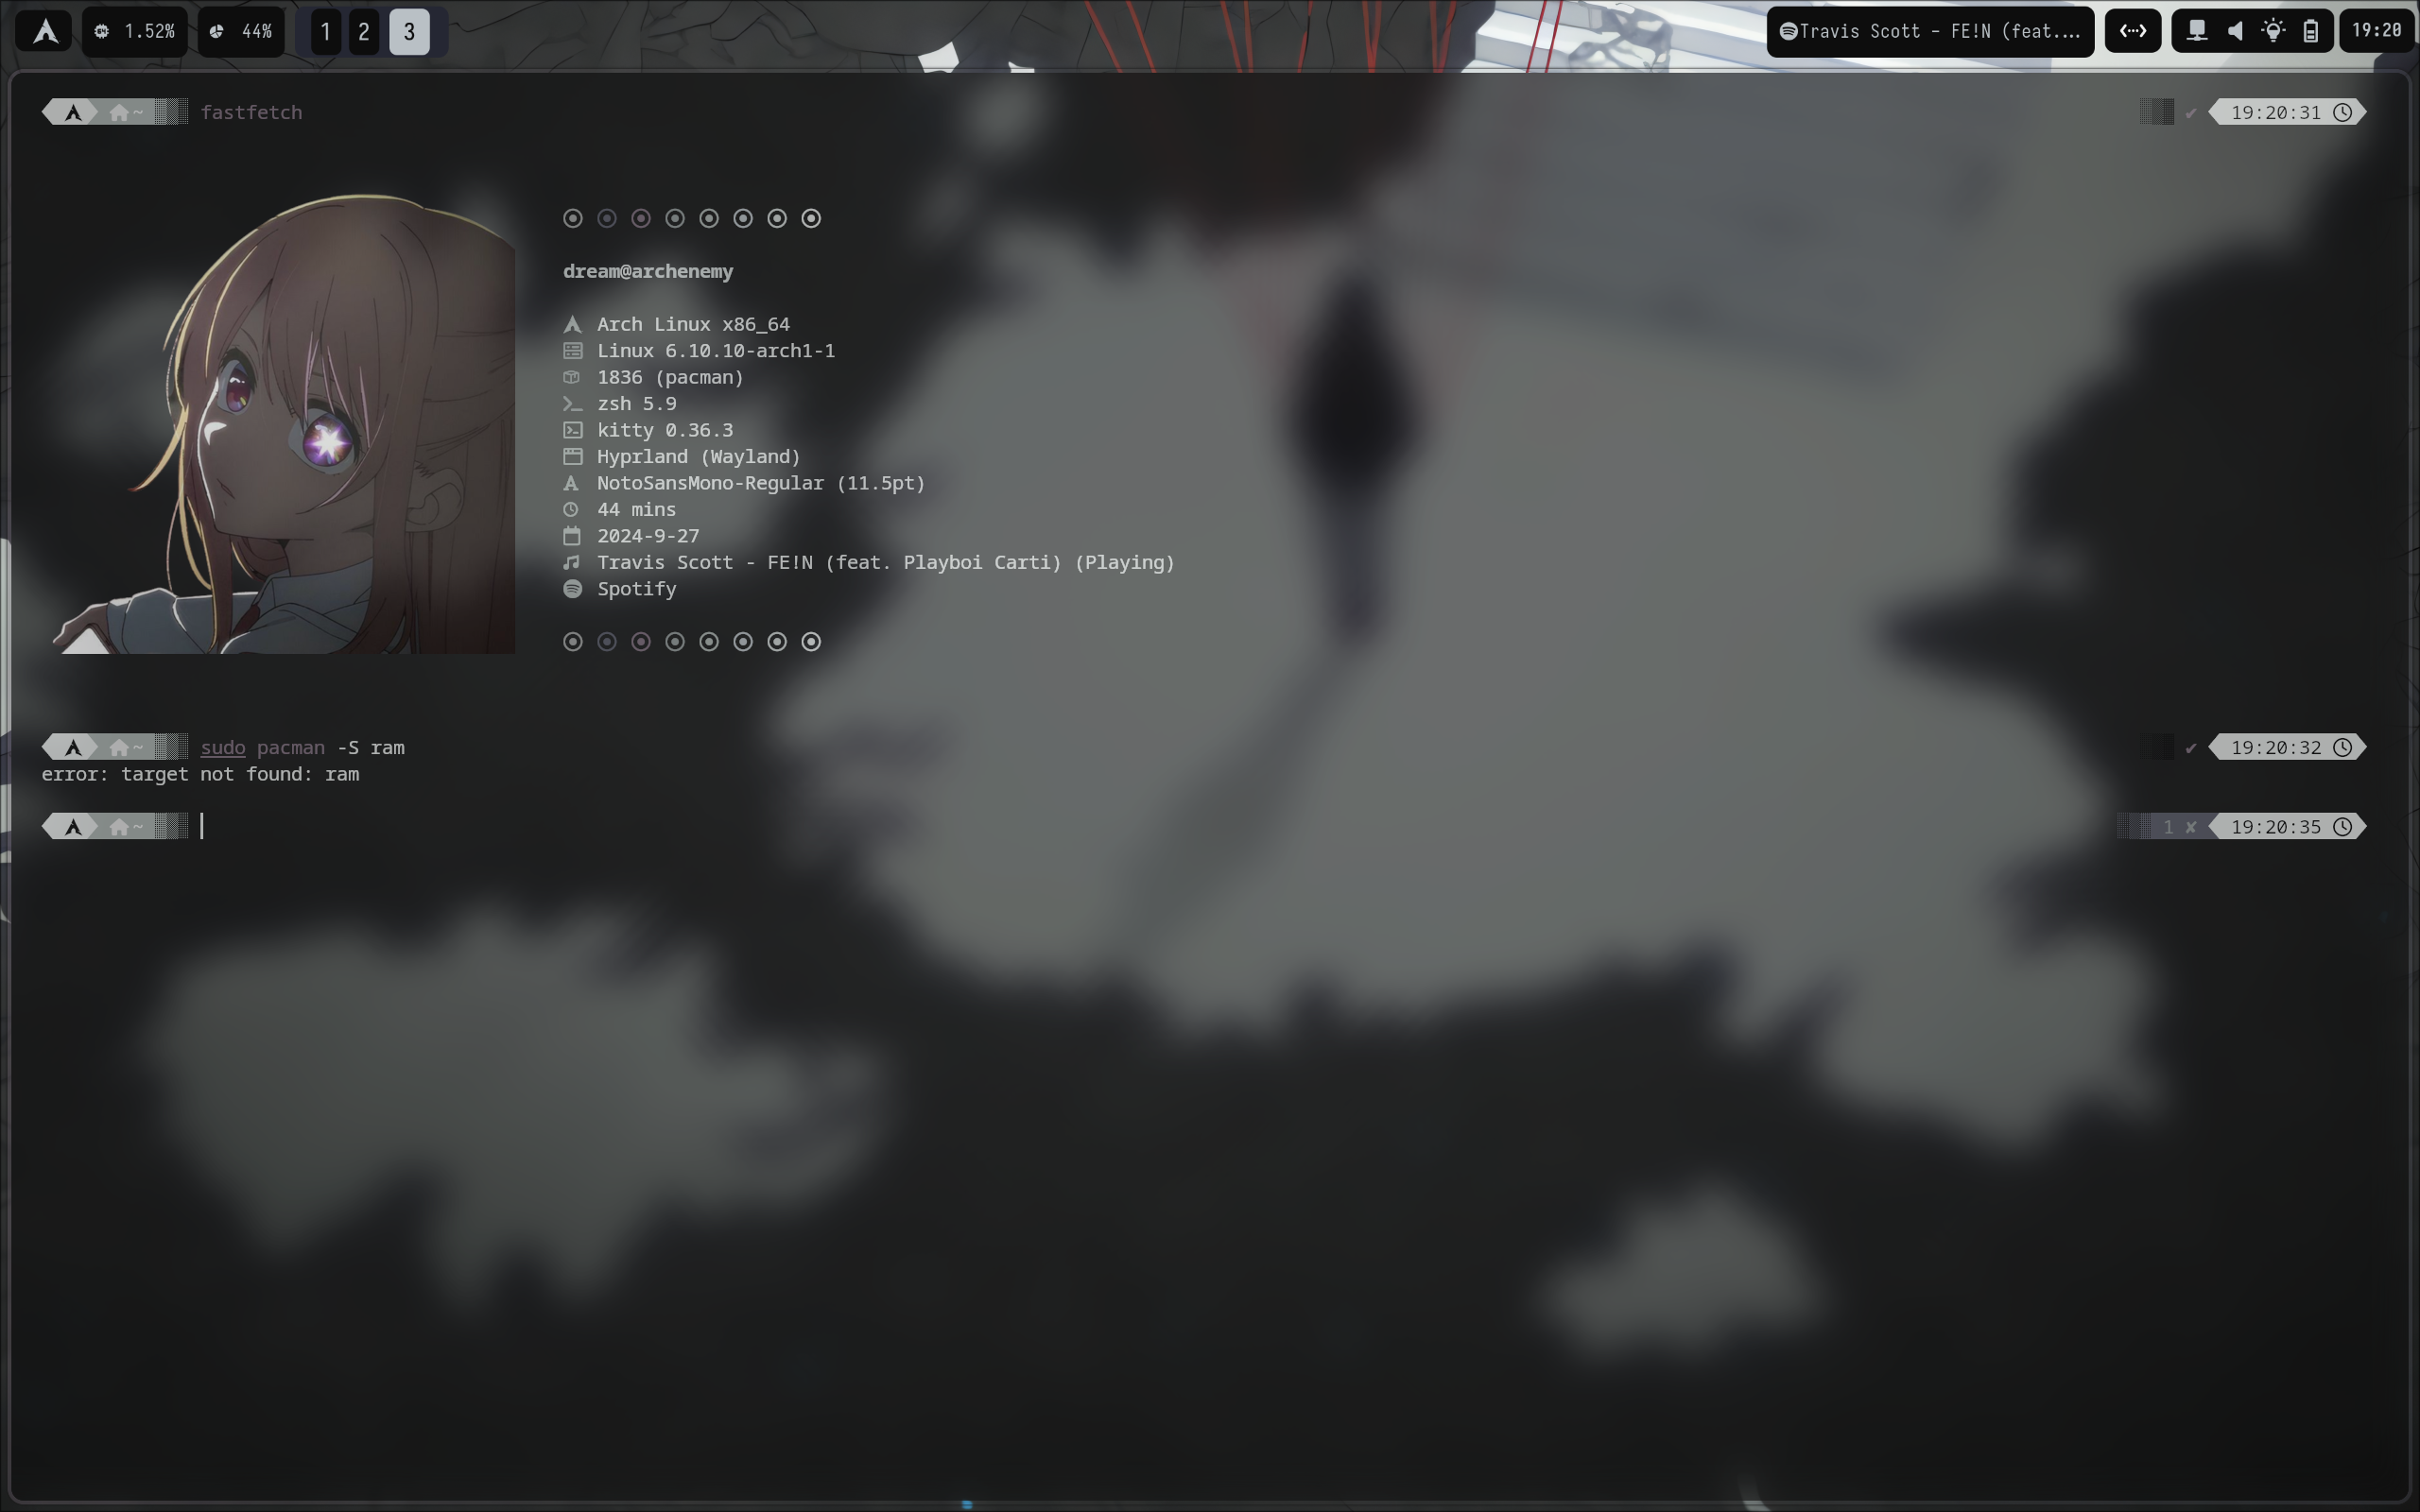 1.52% 44% 1 2 3 Travis Scott - FE!N (feat.... 19:20
~ fastfetch ✔ 19:20:31
dream@archenemy
Arch Linux x86_64
Linux 6.10.10-arch1-1
1836 (pacman)
zsh 5.9
kitty 0.36.3
Hyprland (Wayland)
NotoSansMono-Regular (11.5pt)
44 mins
2024-9-27
Travis Scott - FE!N (feat. Playboi Carti) (Playing)
Spotify
~ sudo pacman -S ram ✔ 19:20:32
error: target not found: ram
~ 1 ✘ 19:20:35